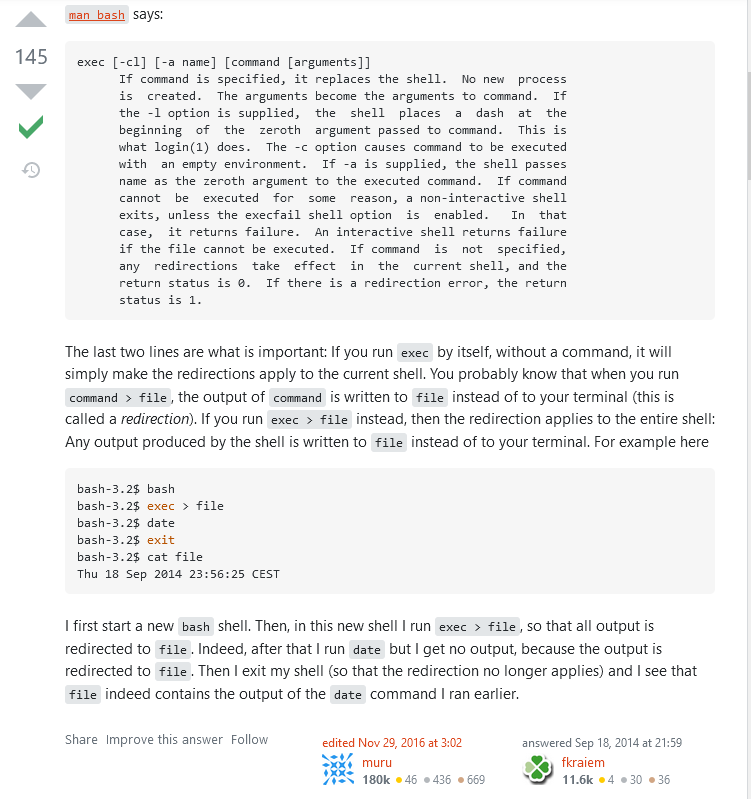 man bash says:
145
exec [-cl] [-a name] [command [arguments]]
If command is specified, it replaces the shell. No new process
is created. The arguments become the arguments to command. If
the -l option is supplied, the shell places a dash at the
beginning of the zeroth argument passed to command. This is
what login(1) does. The -c option causes command to be executed
with an empty environment. If -a is supplied, the shell passes
name as the zeroth argument to the executed command. If command
cannot be executed for some reason, a non-interactive shell
exits, unless the execfail shell option is enabled. In that
case, it returns failure. An interactive shell returns failure
if the file cannot be executed. If command is not specified,
any redirections take effect in the current shell, and the
return status is 0. If there is a redirection error, the return
status is 1.
The last two lines are what is important: If you run exec by itself, without a command, it will
simply make the redirections apply to the current shell. You probably know that when you run
command > file, the output of command is written to file instead of to your terminal (this is
called a redirection). If you run exec > file instead, then the redirection applies to the entire shell:
Any output produced by the shell is written to file instead of to your terminal. For example here
bash-3.2$ bash
bash-3.2$ exec > file
bash-3.2$ date
bash-3.2$ exit
bash-3.2$ cat file
Thu 18 Sep 2014 23:56:25 CEST
I first start a new bash shell. Then, in this new shell I run exec > file, so that all output is
redirected to file. Indeed, after that I run date but I get no output, because the output is
redirected to file. Then I exit my shell (so that the redirection no longer applies) and I see that
file indeed contains the output of the date command I ran earlier.
Share Improve this answer Follow
edited Nov 29, 2016 at 3:02
muru
180k 46 436 669
answered Sep 18, 2014 at 21:59
fkraiem
11.6k 4 30 36